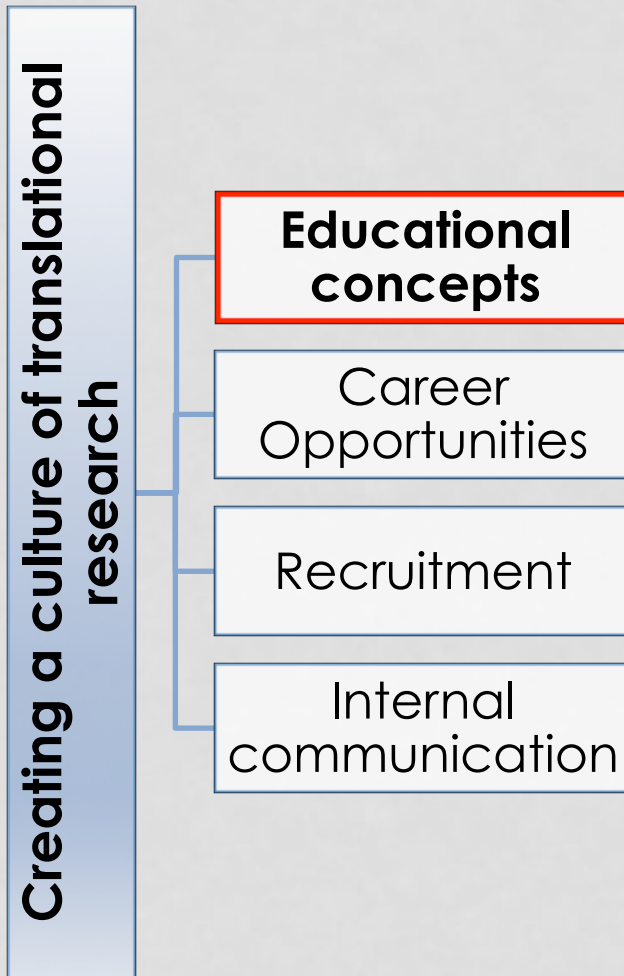 Creating a culture of translational
research
Educational
concepts
Career
Opportunities
Recruitment
Internal
communication